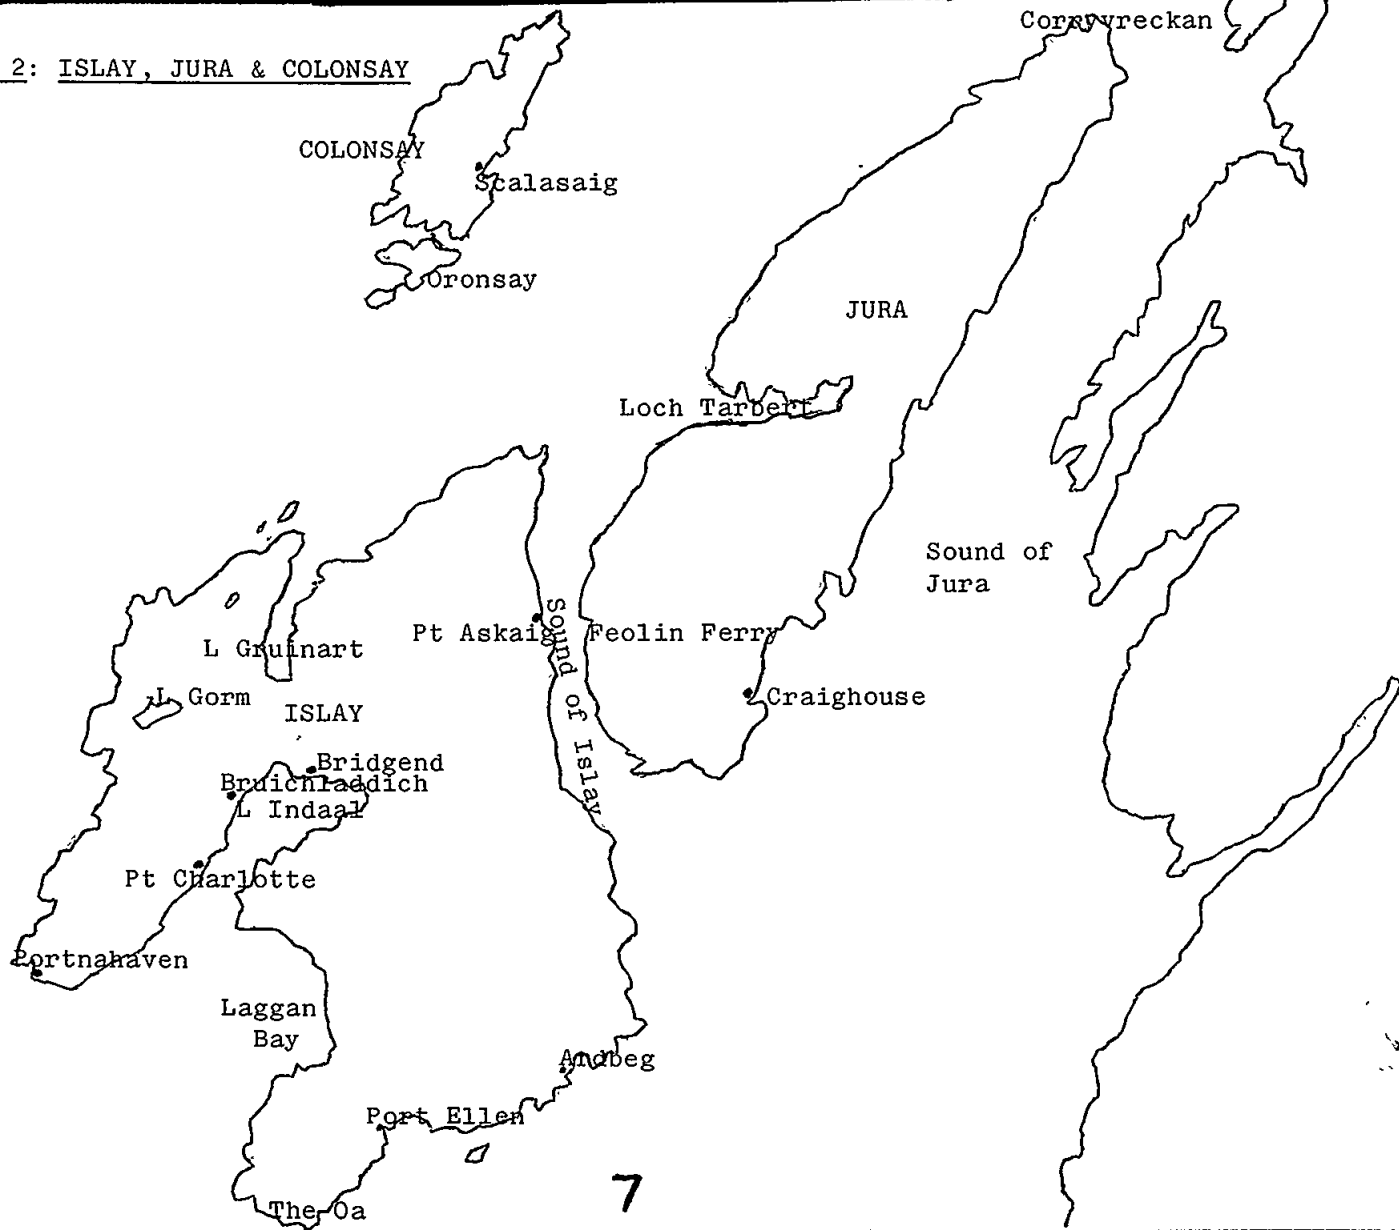 Corryvreckan
2: ISLAY, JURA & COLONSAY
COLONSAY
Scalasaig
Oronsay
JURA
Loch Tarbert
Sound of
Jura
Pt Askaig
Feolin Ferry
Sound of Islay
L Gruinart
L Gorm
ISLAY
Craighouse
Bridgend
Bruichladdich
L Indaal
Pt Charlotte
Portnahaven
Laggan
Bay
Ardbeg
Port Ellen
The Oa
7